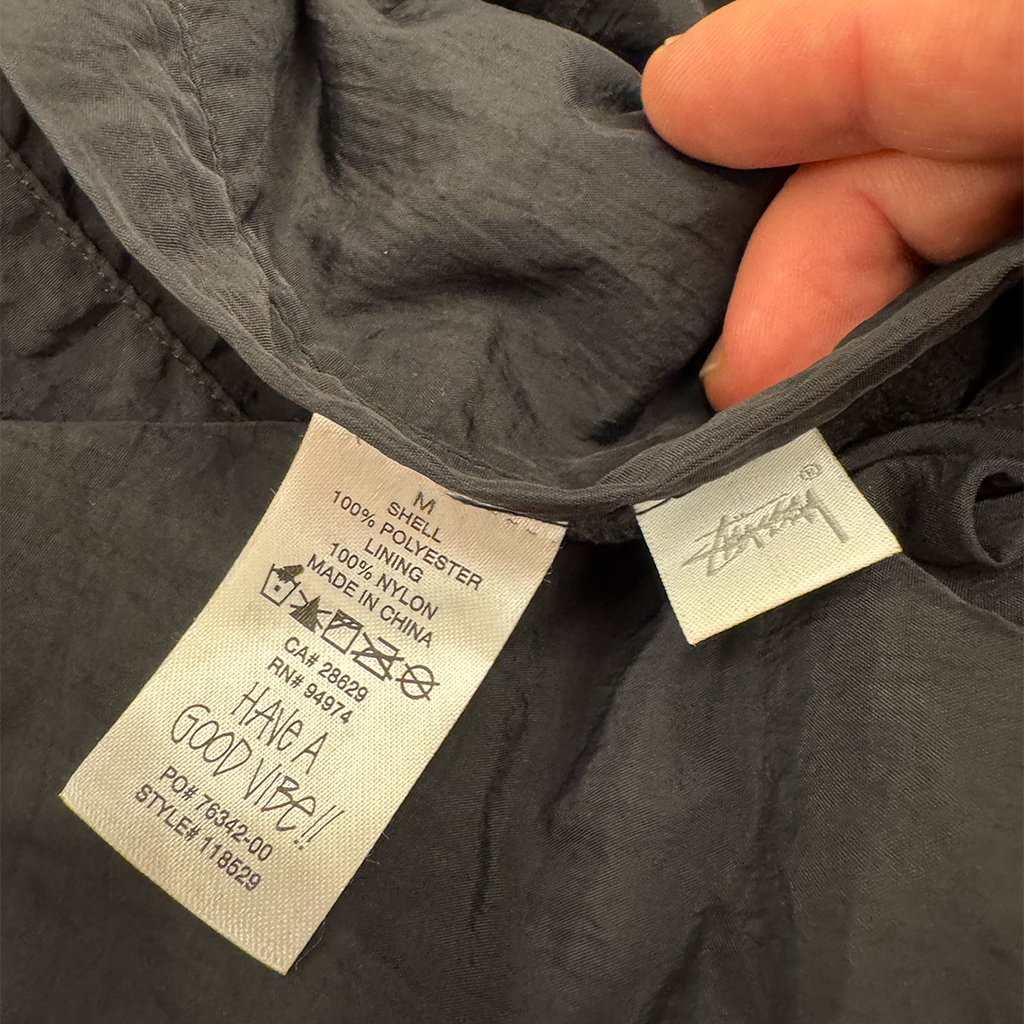 M
SHELL
100% POLYESTER
LINING
100% NYLON
MADE IN CHINA
CA# 28629
RN# 94974
HAVE A
GOOD VIBE!!
PO# 76342-00
STYLE# 118529
Stüssy ®